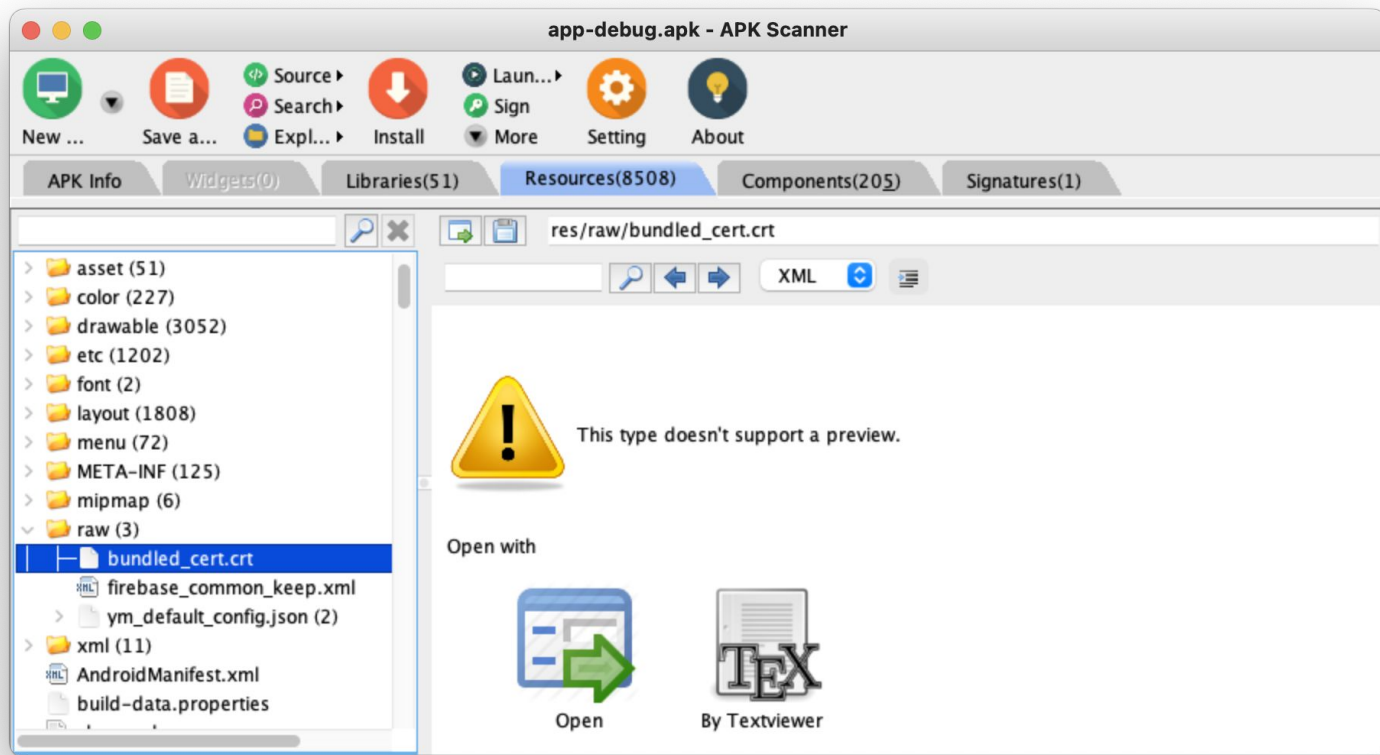 app-debug.apk - APK Scanner
New ...
Save a...
Source
Search
Expl...
Install
Laun...
Sign
More
Setting
About
APK Info
Widgets(0)
Libraries(51)
Resources(8508)
Components(205)
Signatures(1)
res/raw/bundled_cert.crt
XML
asset (51)
color (227)
drawable (3052)
etc (1202)
font (2)
layout (1808)
menu (72)
META-INF (125)
mipmap (6)
raw (3)
bundled_cert.crt
firebase_common_keep.xml
ym_default_config.json (2)
xml (11)
AndroidManifest.xml
build-data.properties
This type doesn't support a preview.
Open with
TEX
Open
By Textviewer